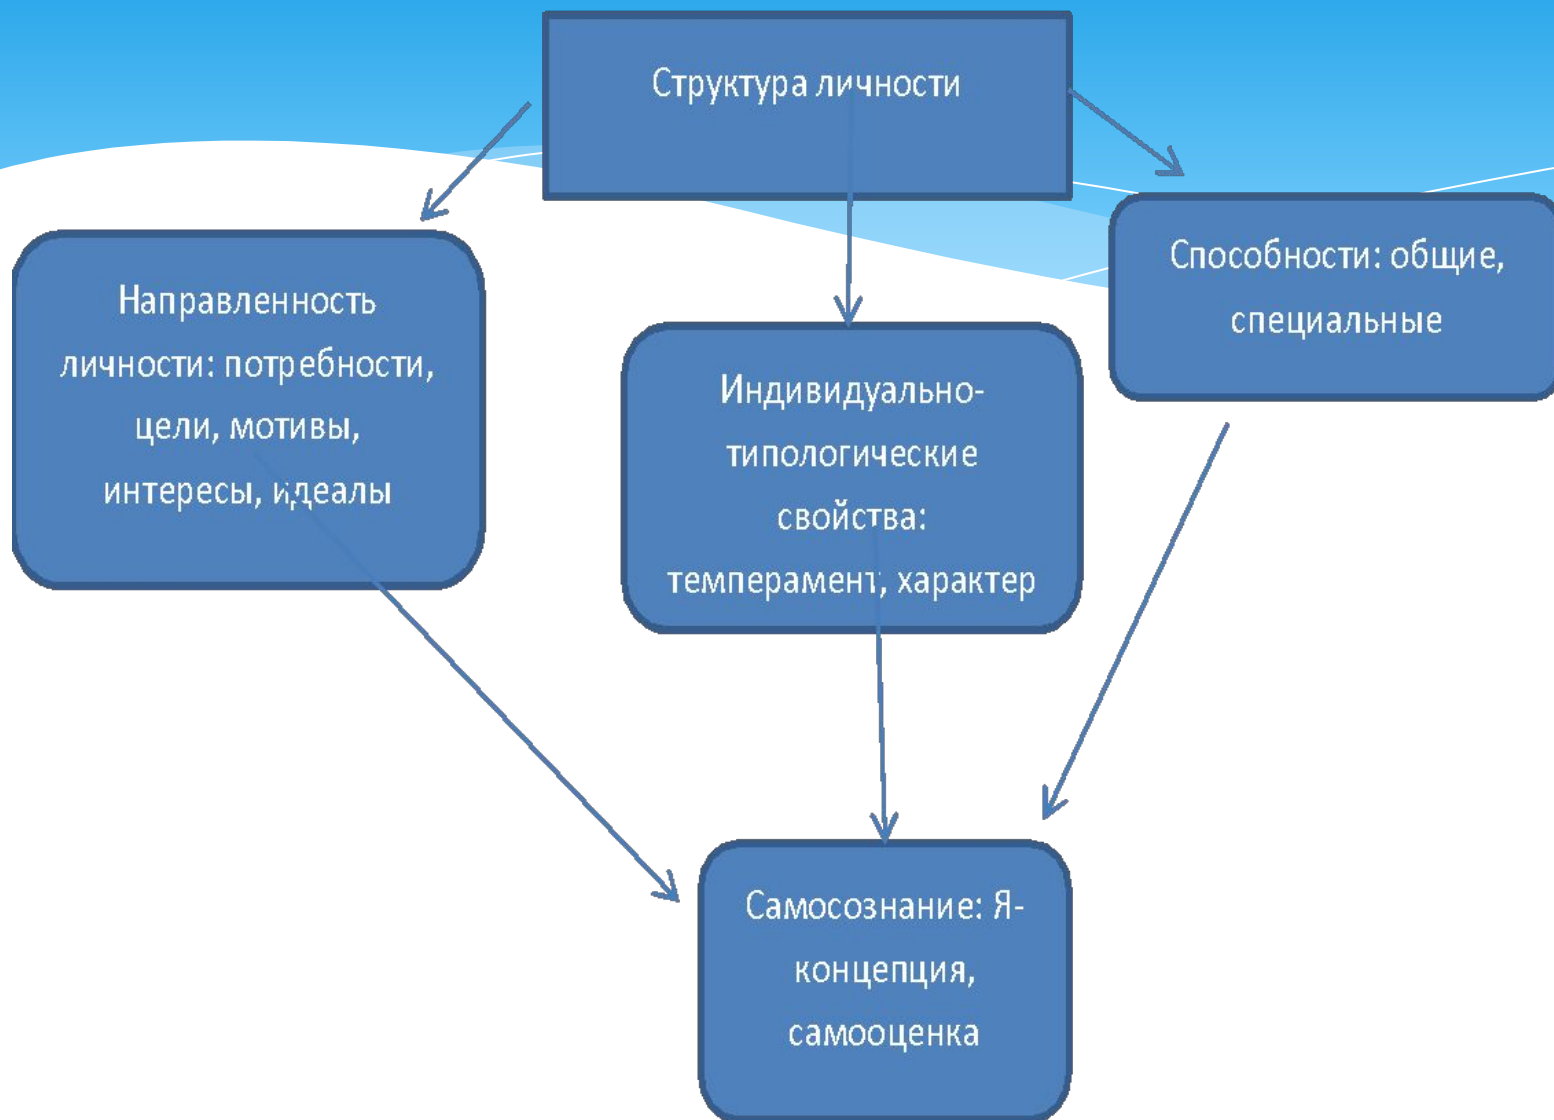 Структура личности
Направленность
личности: потребности,
цели, мотивы,
интересы, идеалы
Индивидуально-
типологические
свойства:
темперамент, характер
Способности: общие,
специальные
Самосознание: Я-
концепция,
самооценка